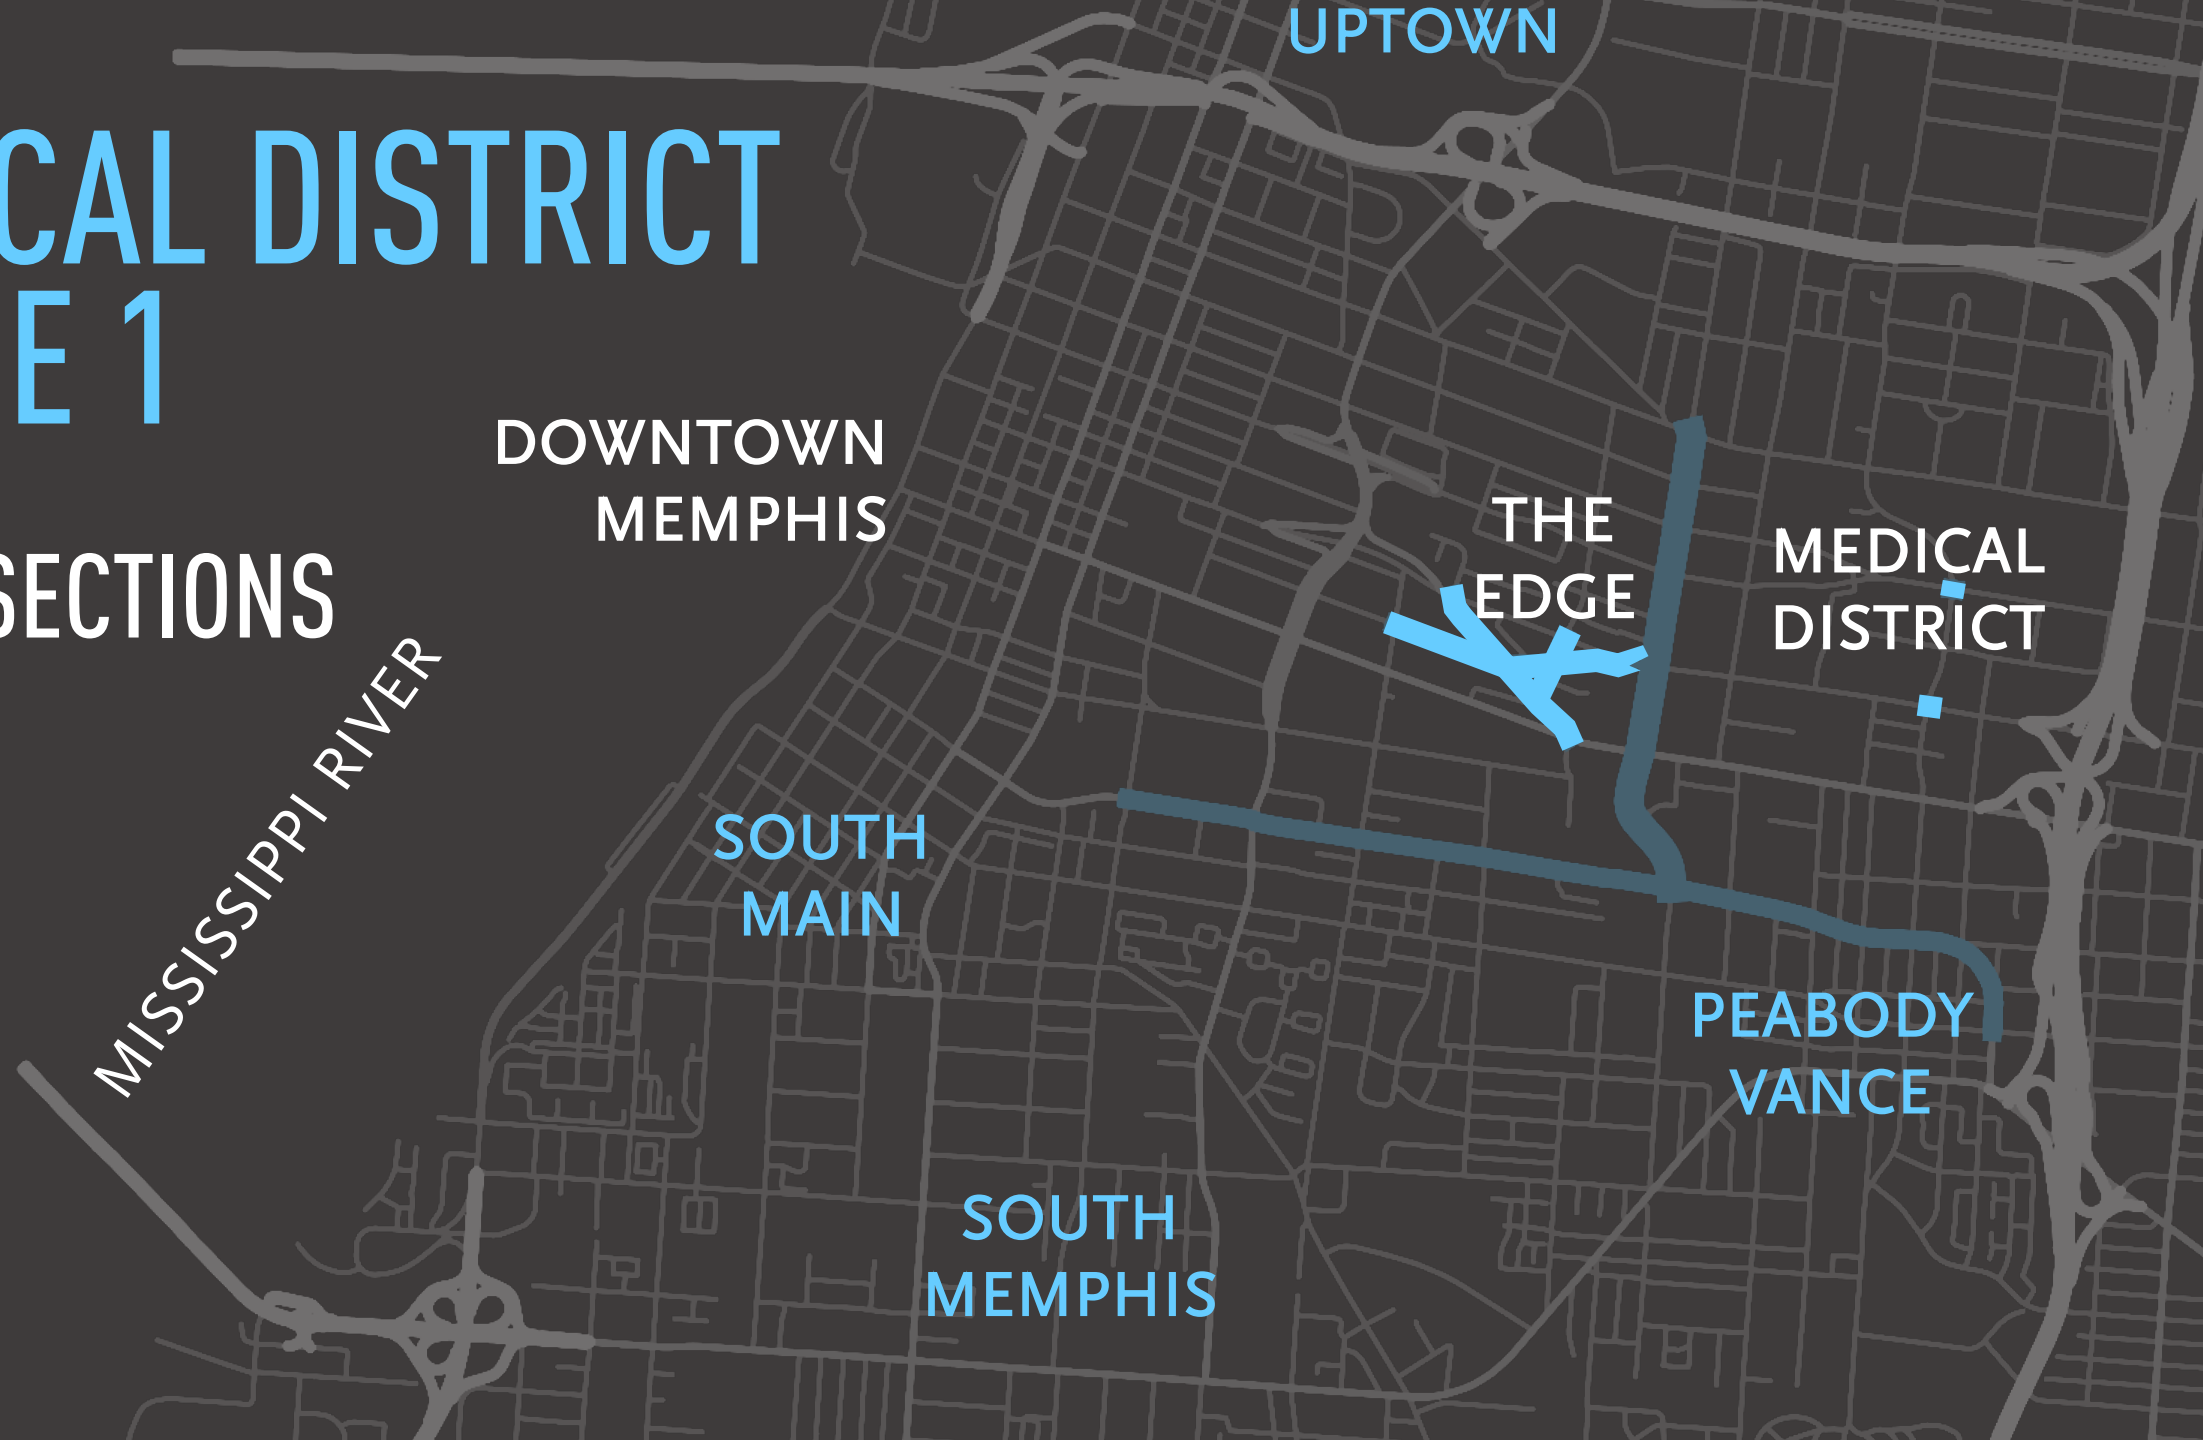 UPTOWN
CAL DISTRICT
E 1
DOWNTOWN
MEMPHIS
THE
EDGE
MEDICAL
DISTRICT
SECTIONS
MISSISSIPPI RIVER
SOUTH
MAIN
PEABODY
VANCE
SOUTH
MEMPHIS